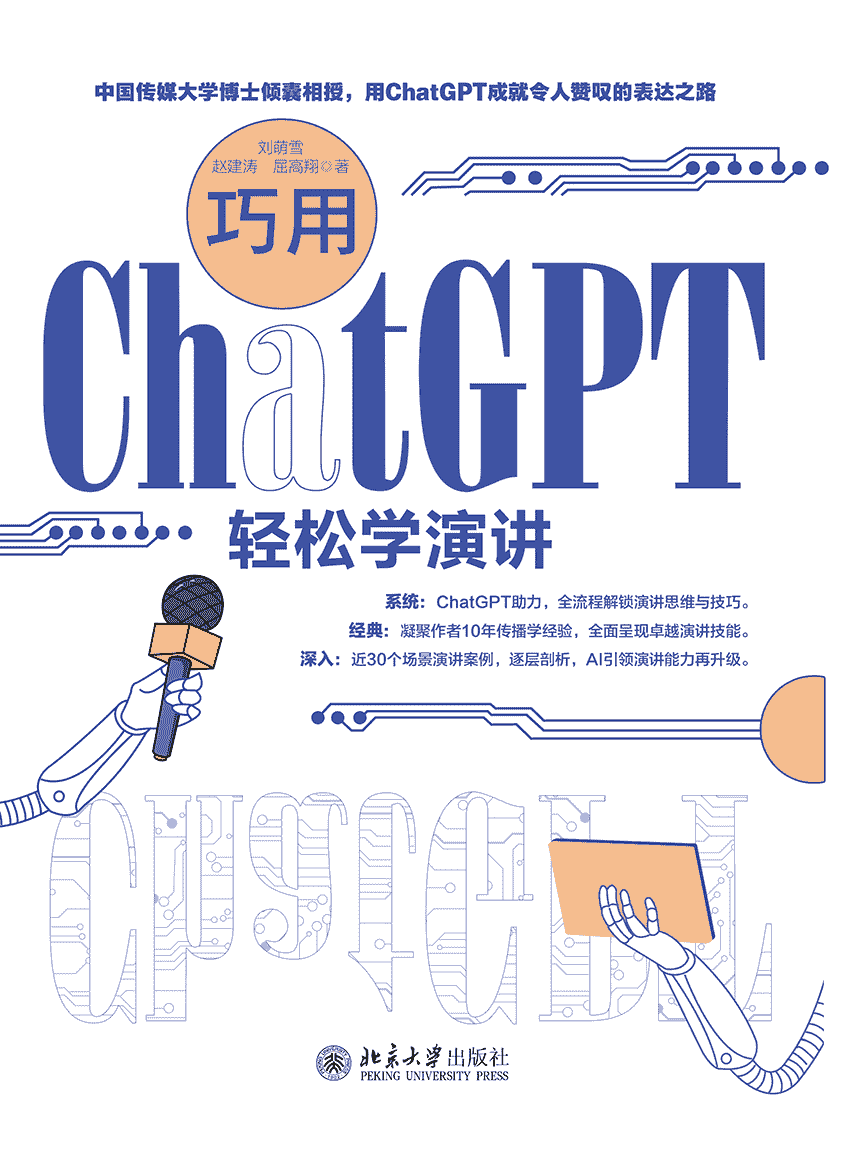 中国传媒大学博士倾囊相授，用ChatGPT成就令人赞叹的表达之路
刘萌雪
赵建涛 屈高翔◎著
巧用
ChatGPT
轻松学演讲
系统：ChatGPT助力，全流程解锁演讲思维与技巧。
经典：凝聚作者10年传播学经验，全面呈现卓越演讲技能。
深入：近30个场景演讲案例，逐层剖析，AI引领演讲能力再升级。
北京大学出版社
PEKING UNIVERSITY PRESS